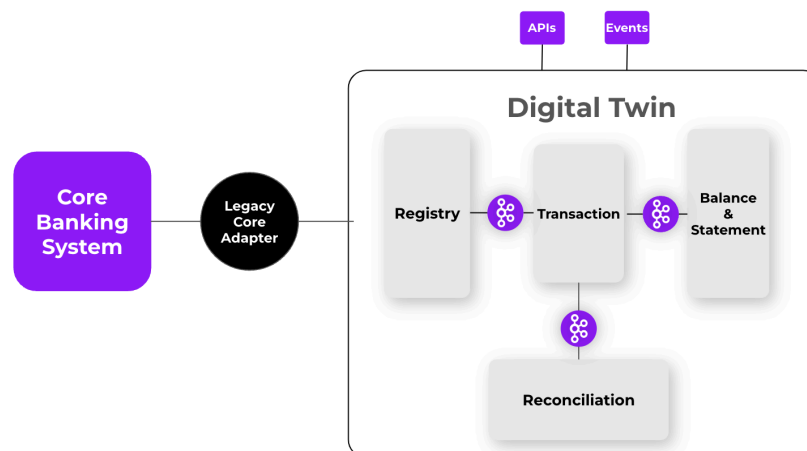 APIs
Events
Digital Twin
Core
Banking
System
Legacy
Core
Adapter
Registry
Transaction
Balance
&
Statement
Reconciliation